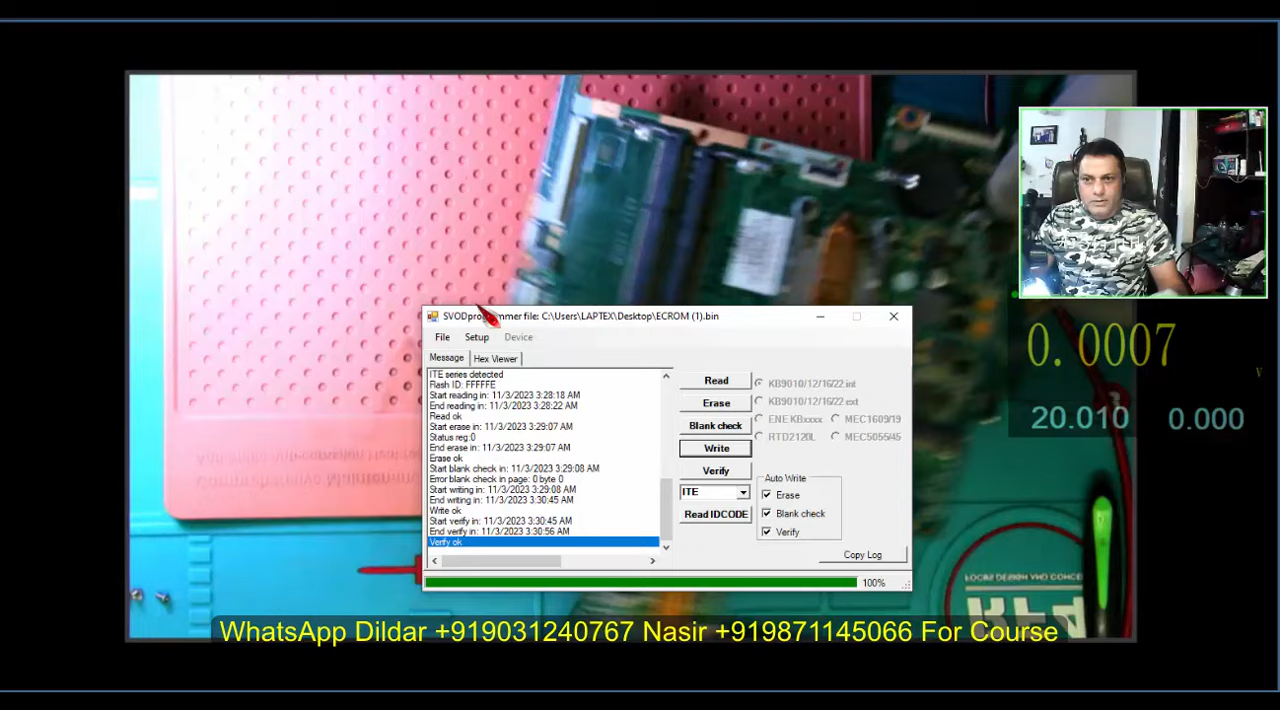 SVODprogrammer file: C:\Users\LAPTEX\Desktop\ECROM (1).bin
File Setup Device
Message Hex Viewer
ITE series detected
Flash ID: FFFFFE
Start reading in: 11/3/2023 3:28:18 AM
End reading in: 11/3/2023 3:28:22 AM
Read ok
Start erase in: 11/3/2023 3:29:07 AM
Status reg:0
End erase in: 11/3/2023 3:29:07 AM
Erase ok
Start blank check in: 11/3/2023 3:29:08 AM
Error blank check in page: 0 byte 0
Start writing in: 11/3/2023 3:29:08 AM
End writing in: 11/3/2023 3:30:45 AM
Write ok
Start verify in: 11/3/2023 3:30:45 AM
End verify in: 11/3/2023 3:30:56 AM
Verify ok
Read
Erase
Blank check
Write
Verify
ITE
Read IDCODE
KB9010/12/16/22 int
KB9010/12/16/22 ext
ENE KBxxxx MEC1609/19
RTD2120L MEC5055/45
Auto Write
Erase
Blank check
Verify
Copy Log
100%
0.0007
V
20.010 0.000
WhatsApp Dildar +919031240767 Nasir +919871145066 For Course